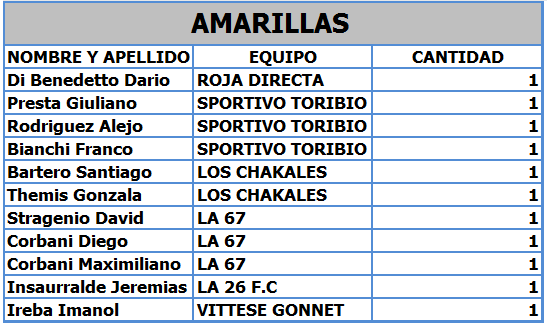 AMARILLAS
NOMBRE Y APELLIDO EQUIPO CANTIDAD
Di Benedetto Dario ROJA DIRECTA 1
Presta Giuliano SPORTIVO TORIBIO 1
Rodriguez Alejo SPORTIVO TORIBIO 1
Bianchi Franco SPORTIVO TORIBIO 1
Bartero Santiago LOS CHAKALES 1
Themis Gonzala LOS CHAKALES 1
Stragenio David LA 67 1
Corbani Diego LA 67 1
Corbani Maximiliano LA 67 1
Insaurralde Jeremias LA 26 F.C 1
Ireba Imanol VITTESE GONNET 1